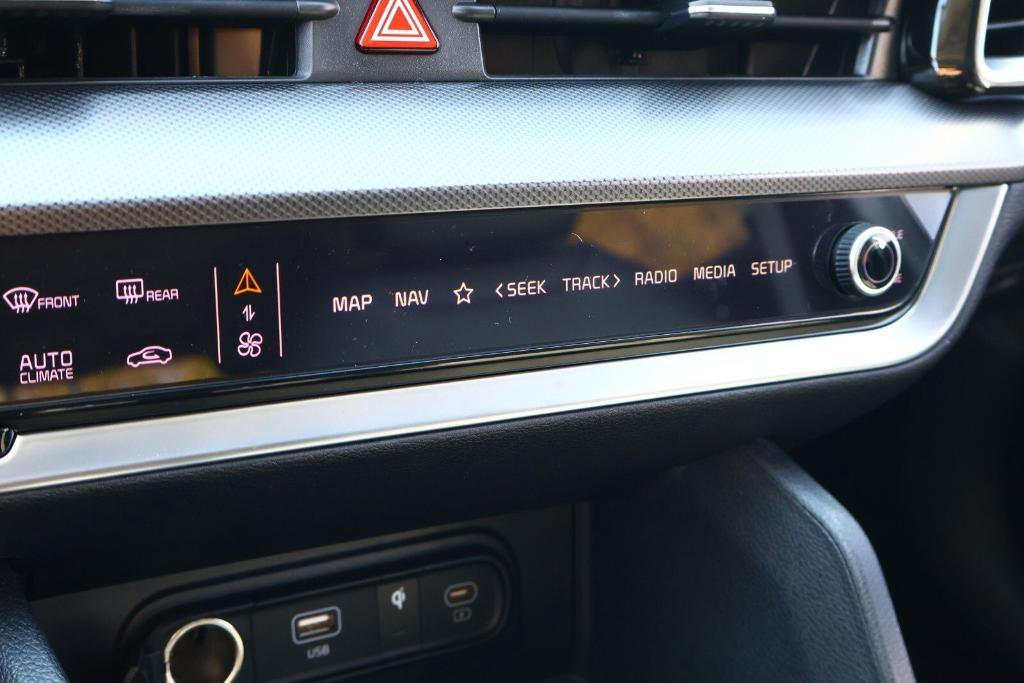 FRONT
REAR
AUTO
CLIMATE
MAP NAV <SEEK TRACK> RADIO MEDIA SETUP
USB